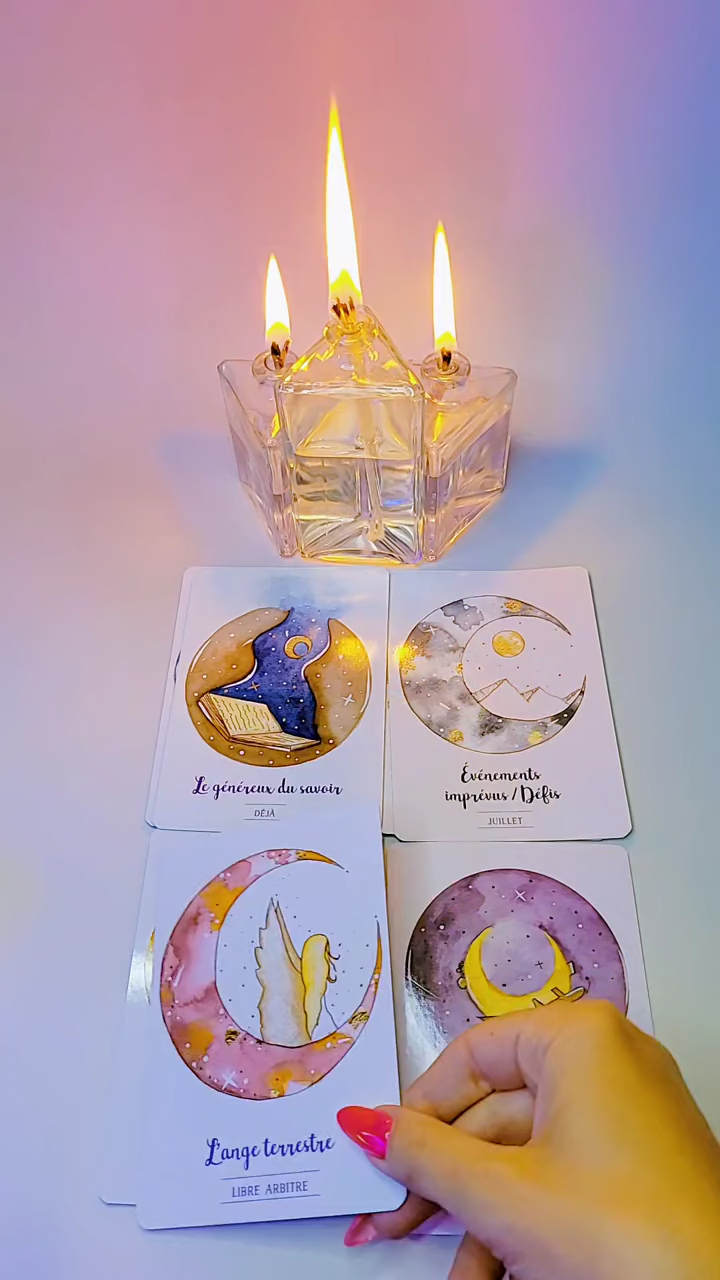 Le généreux du savoir
DÉJÀ
Événements
imprévus / Défis
JUILLET
L'ange terrestre
LIBRE ARBITRE